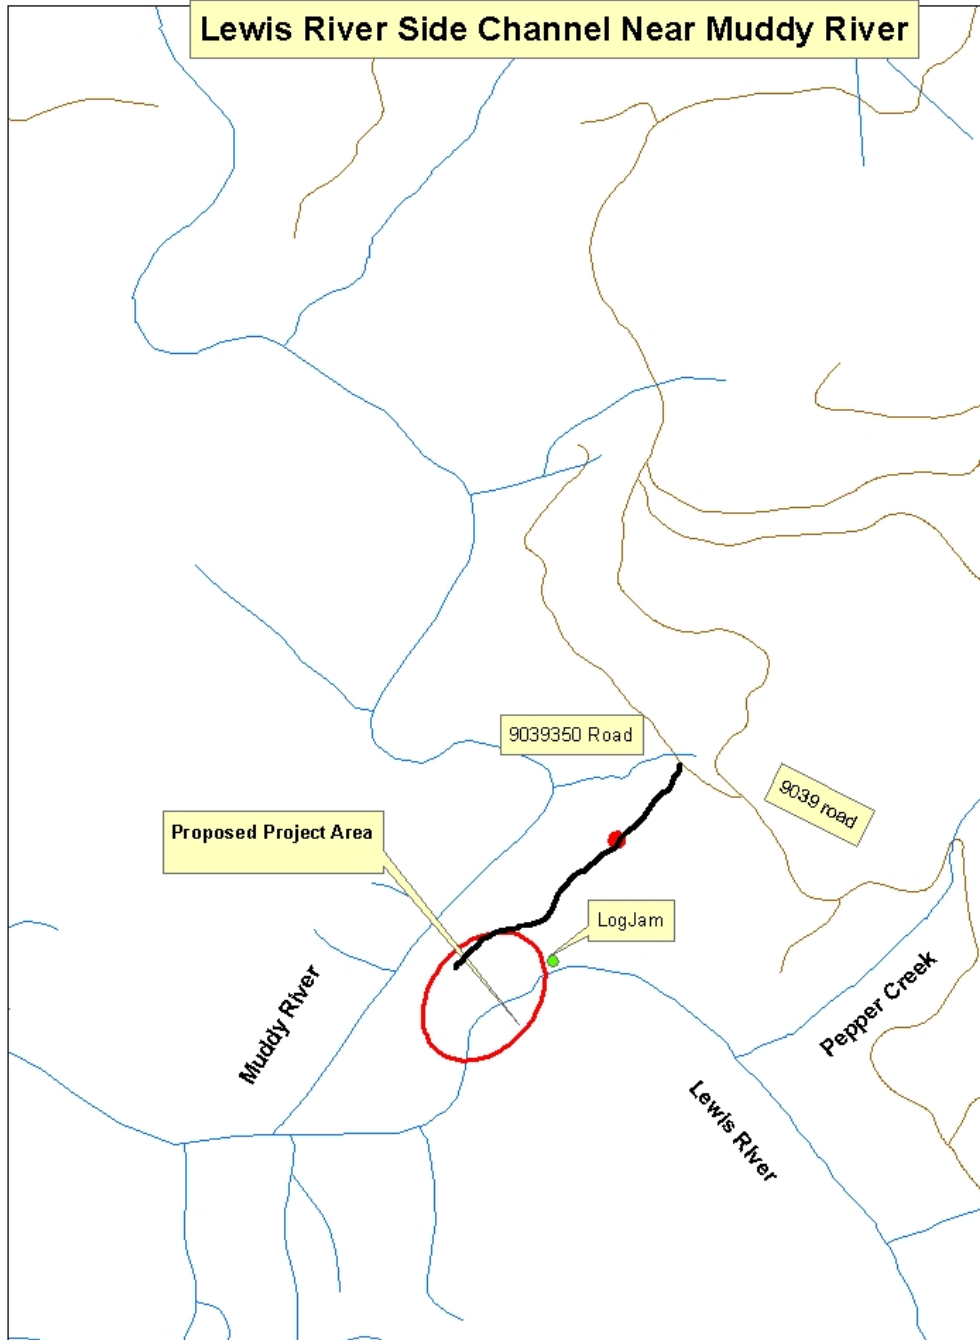 Lewis River Side Channel Near Muddy River
9039350 Road
9039 road
Proposed Project Area
LogJam
Muddy River
Pepper Creek
Lewis River